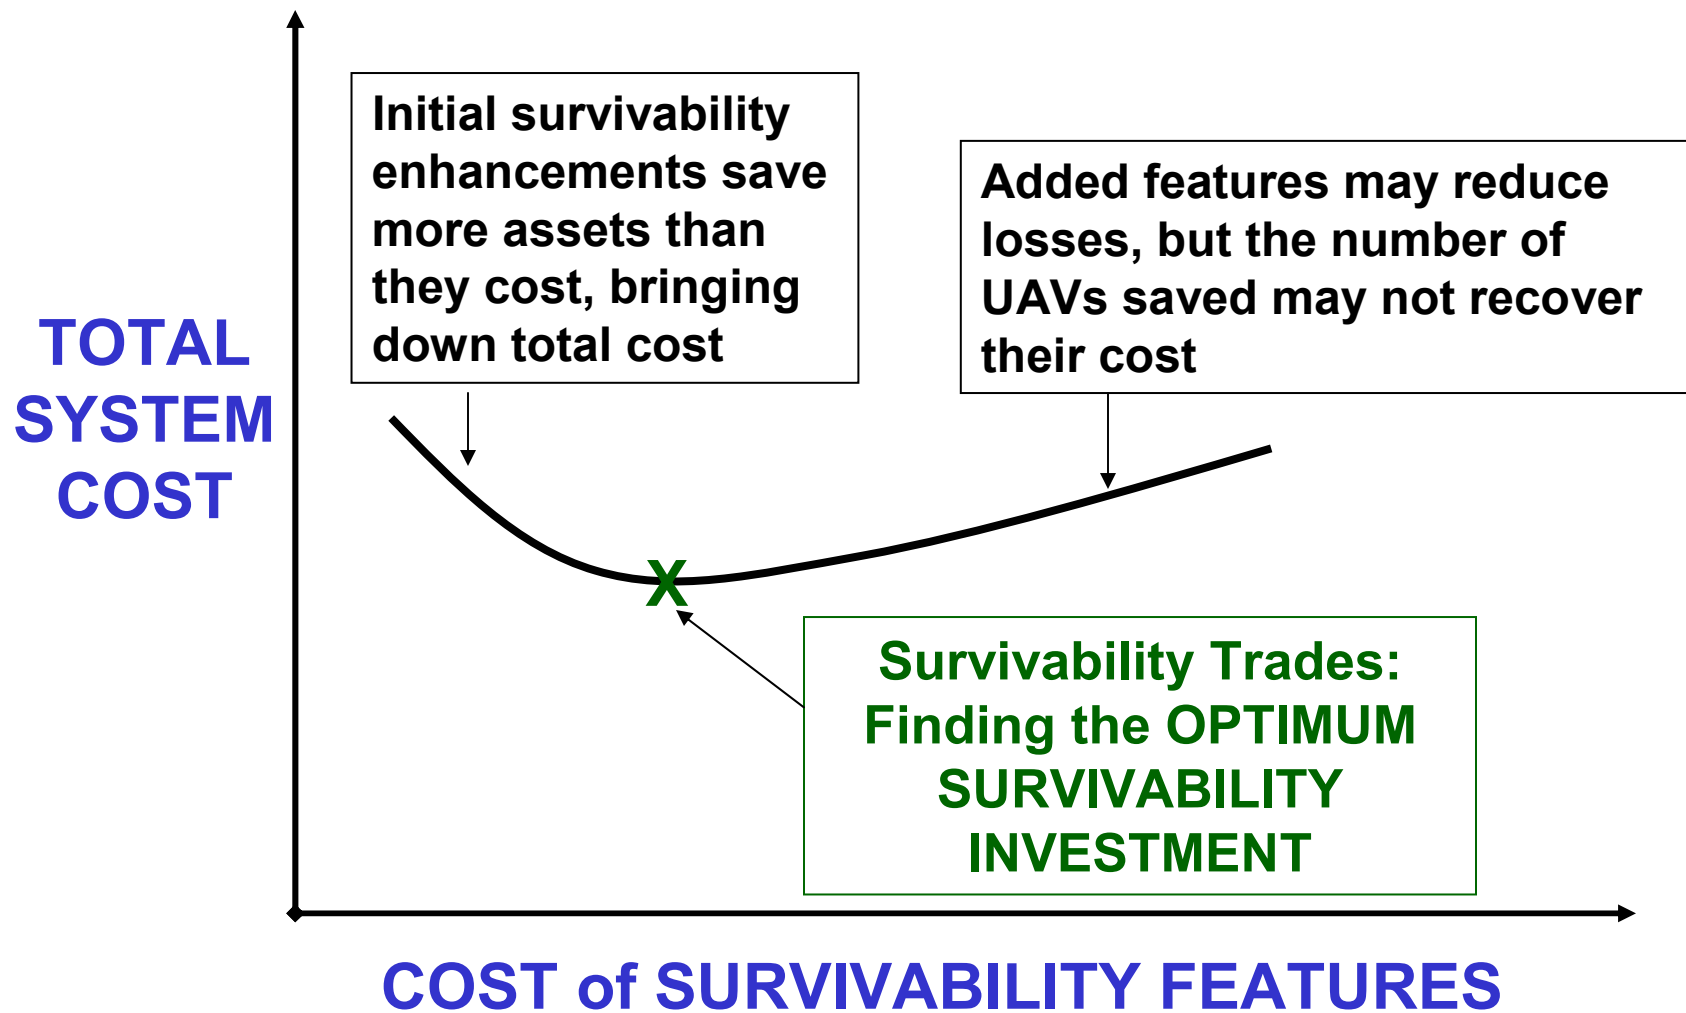 Initial survivability
enhancements save
more assets than
they cost, bringing
down total cost
Added features may reduce
losses, but the number of
UAVs saved may not recover
their cost
TOTAL
SYSTEM
COST
X
Survivability Trades:
Finding the OPTIMUM
SURVIVABILITY
INVESTMENT
COST of SURVIVABILITY FEATURES